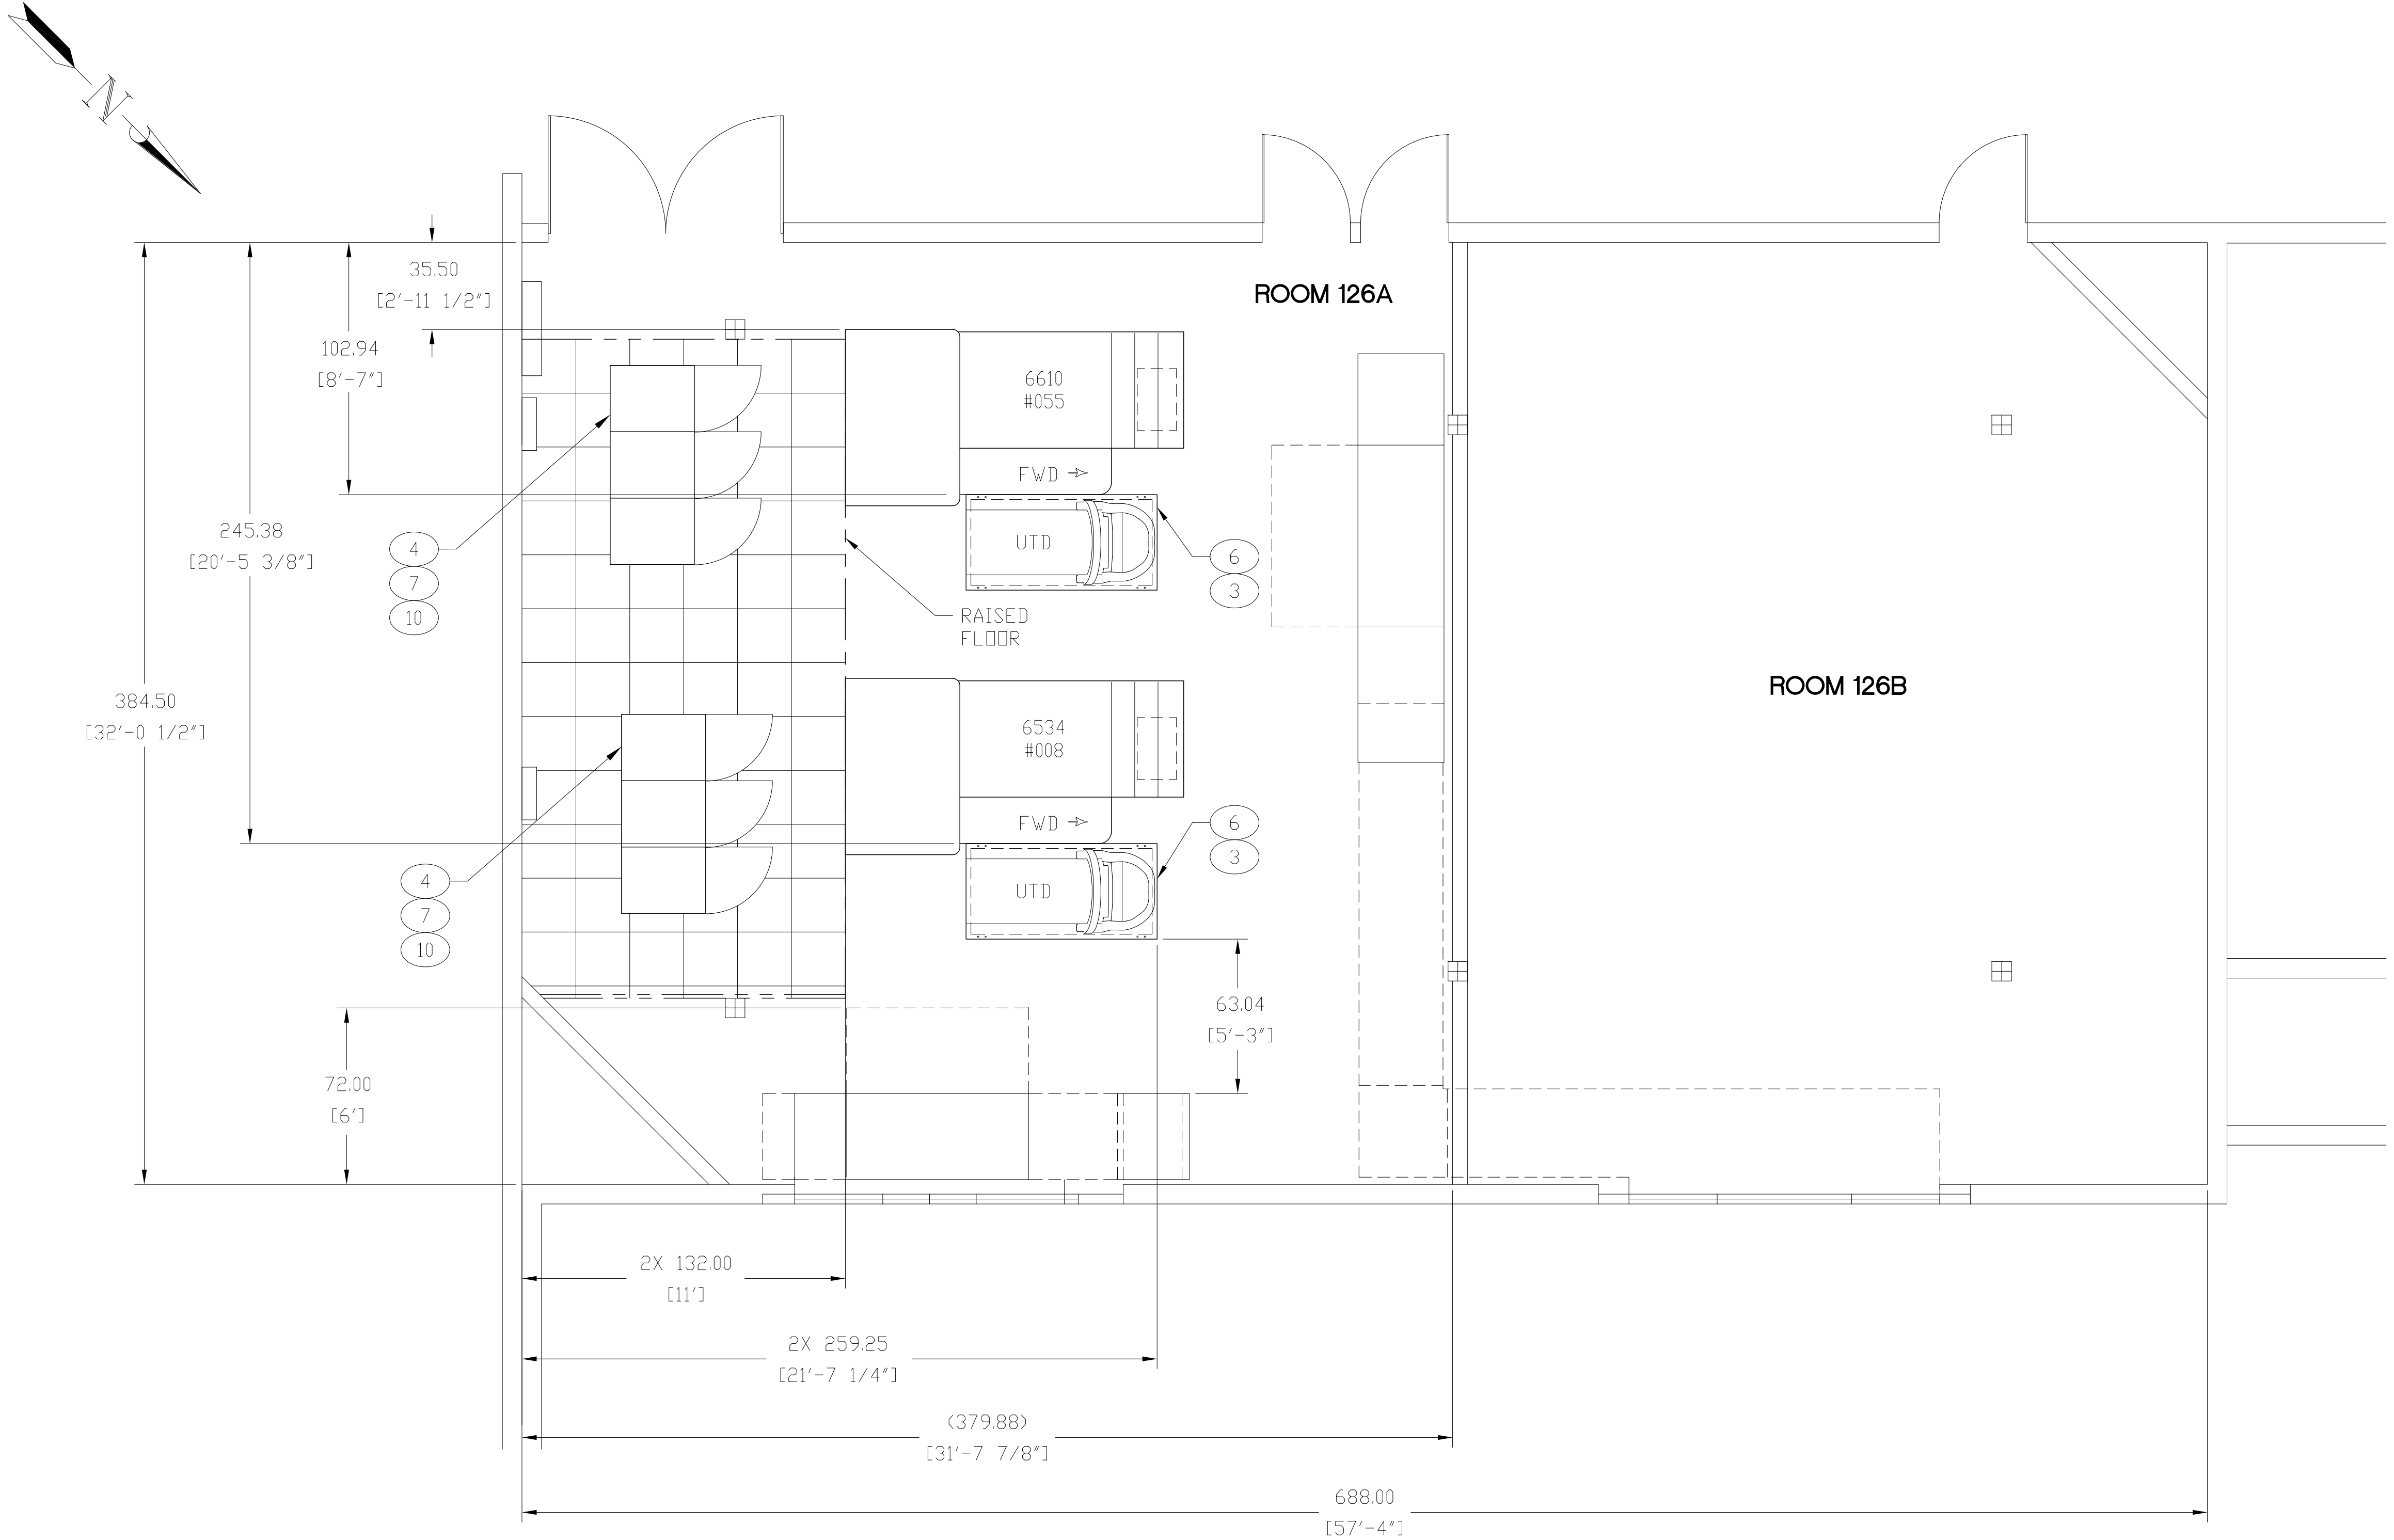 N
35.50
[2'-11 1/2"]
ROOM 126A
102.94
[8'-7"]
6610
#055
FWD
245.38
[20'-5 3/8"]
4
7
10
UTD
6
3
RAISED
FLOOR
384.50
[32'-0 1/2"]
ROOM 126B
6534
#008
FWD
6
3
4
7
10
UTD
63.04
[5'-3"]
72.00
[6']
2X 132.00
[11']
2X 259.25
[21'-7 1/4"]
(379.88)
[31'-7 7/8"]
688.00
[57'-4"]